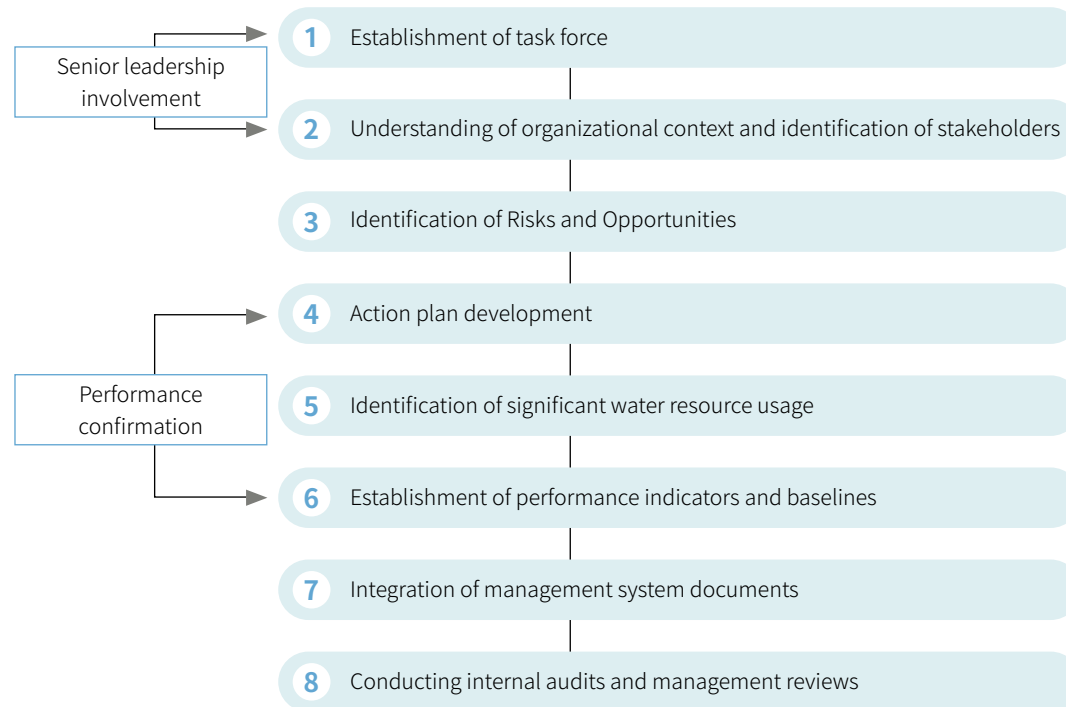 Senior leadership
involvement
1 Establishment of task force
2 Understanding of organizational context and identification of stakeholders
3 Identification of Risks and Opportunities
Performance
confirmation
4 Action plan development
5 Identification of significant water resource usage
6 Establishment of performance indicators and baselines
7 Integration of management system documents
8 Conducting internal audits and management reviews